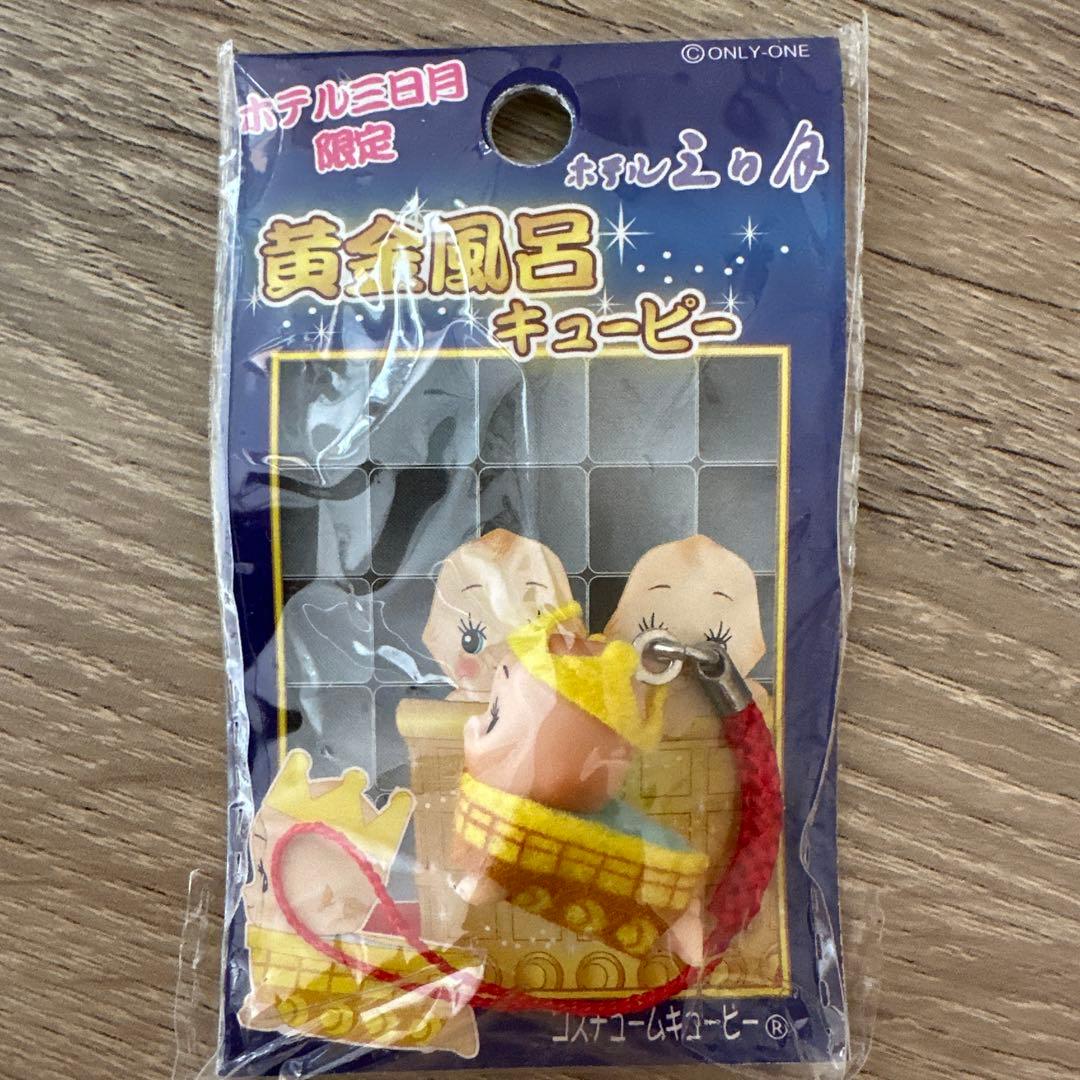 ©ONLY-ONE
ホテル三日月
限定
ホテル三日月
黄金風呂
キューピー
コスチュームキューピー®